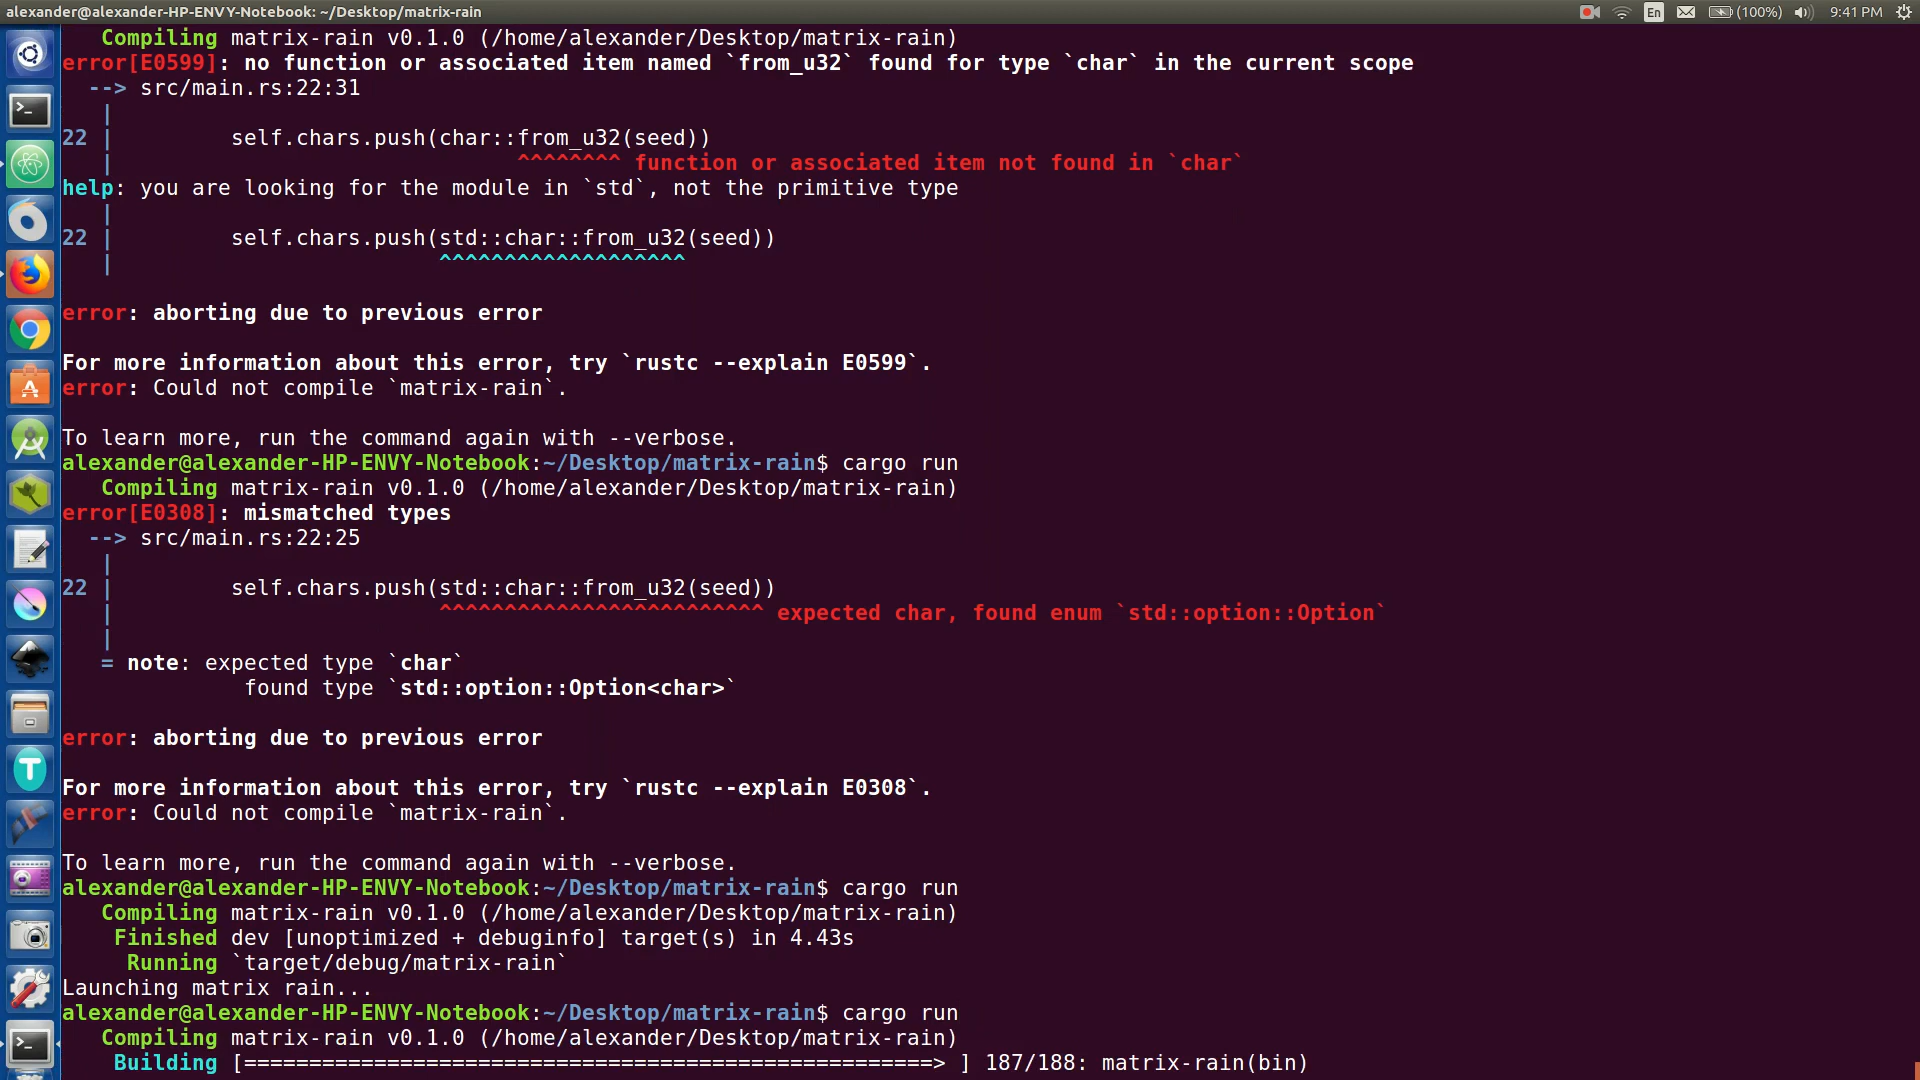 alexander@alexander-HP-ENVY-Notebook: ~/Desktop/matrix-rain
En (100%) 9:41 PM
Compiling matrix-rain v0.1.0 (/home/alexander/Desktop/matrix-rain)
error[E0599]: no function or associated item named `from_u32` found for type `char` in the current scope
--> src/main.rs:22:31
|
22 | self.chars.push(char::from_u32(seed))
| ^^^^^^^^ function or associated item not found in `char`
help: you are looking for the module in `std`, not the primitive type
|
22 | self.chars.push(std::char::from_u32(seed))
| ^^^^^^^^^^^^^^^^^^^
error: aborting due to previous error
For more information about this error, try `rustc --explain E0599`.
error: Could not compile `matrix-rain`.
To learn more, run the command again with --verbose.
alexander@alexander-HP-ENVY-Notebook:~/Desktop/matrix-rain$ cargo run
Compiling matrix-rain v0.1.0 (/home/alexander/Desktop/matrix-rain)
error[E0308]: mismatched types
--> src/main.rs:22:25
|
22 | self.chars.push(std::char::from_u32(seed))
| ^^^^^^^^^^^^^^^^^^^^^^^^^ expected char, found enum `std::option::Option`
|
= note: expected type `char`
found type `std::option::Option<char>`
error: aborting due to previous error
For more information about this error, try `rustc --explain E0308`.
error: Could not compile `matrix-rain`.
To learn more, run the command again with --verbose.
alexander@alexander-HP-ENVY-Notebook:~/Desktop/matrix-rain$ cargo run
Compiling matrix-rain v0.1.0 (/home/alexander/Desktop/matrix-rain)
Finished dev [unoptimized + debuginfo] target(s) in 4.43s
Running `target/debug/matrix-rain`
Launching matrix rain...
alexander@alexander-HP-ENVY-Notebook:~/Desktop/matrix-rain$ cargo run
Compiling matrix-rain v0.1.0 (/home/alexander/Desktop/matrix-rain)
Building [=====================================================> ] 187/188: matrix-rain(bin)